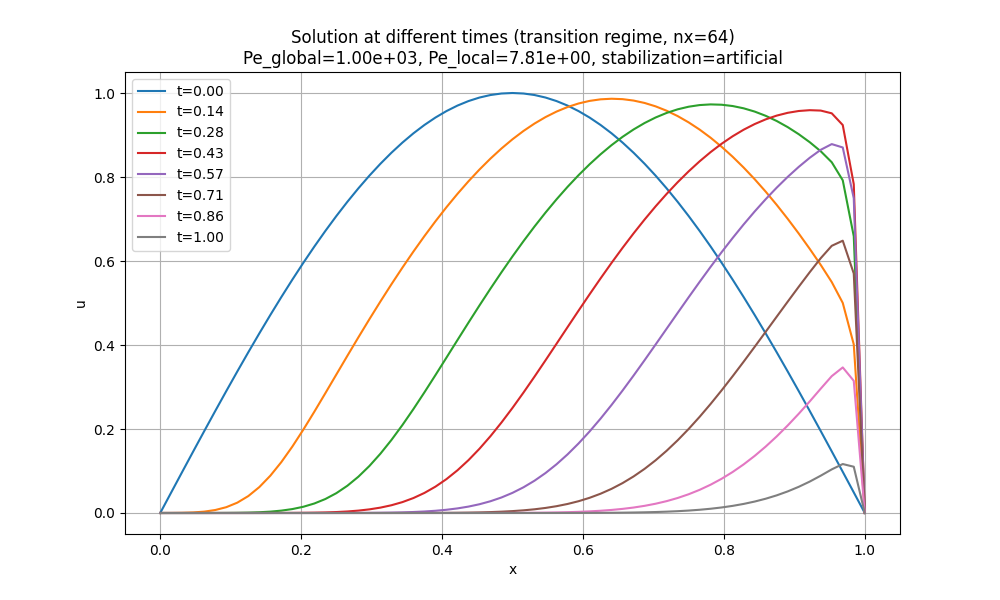 Solution at different times (transition regime, nx=64)
Pe_global=1.00e+03, Pe_local=7.81e+00, stabilization=artificial
t=0.00
t=0.14
t=0.28
t=0.43
t=0.57
t=0.71
t=0.86
t=1.00
1.0
0.8
0.6
0.4
0.2
0.0
u
0.0 0.2 0.4 0.6 0.8 1.0
x